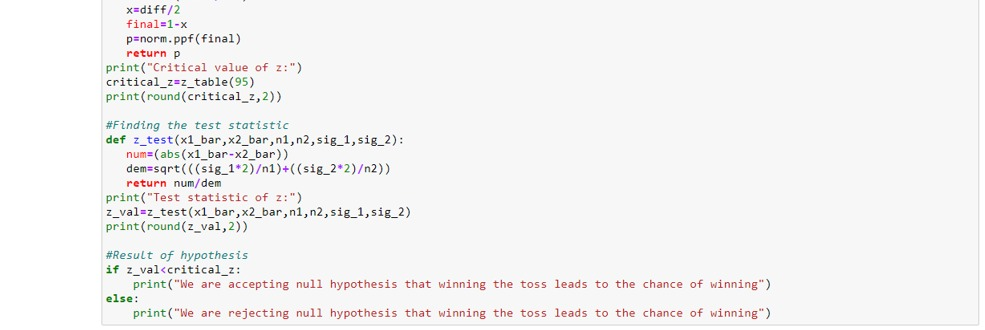 x=diff/2
final=1-x
p=norm.ppf(final)
return p
print("Critical value of z:")
critical_z=z_table(95)
print(round(critical_z,2))
#Finding the test statistic
def z_test(x1_bar,x2_bar,n1,n2,sig_1,sig_2):
num=(abs(x1_bar-x2_bar))
dem=sqrt(((sig_1*2)/n1)+((sig_2*2)/n2))
return num/dem
print("Test statistic of z:")
z_val=z_test(x1_bar,x2_bar,n1,n2,sig_1,sig_2)
print(round(z_val,2))
#Result of hypothesis
if z_val<critical_z:
print("We are accepting null hypothesis that winning the toss leads to the chance of winning")
else:
print("We are rejecting null hypothesis that winning the toss leads to the chance of winning")